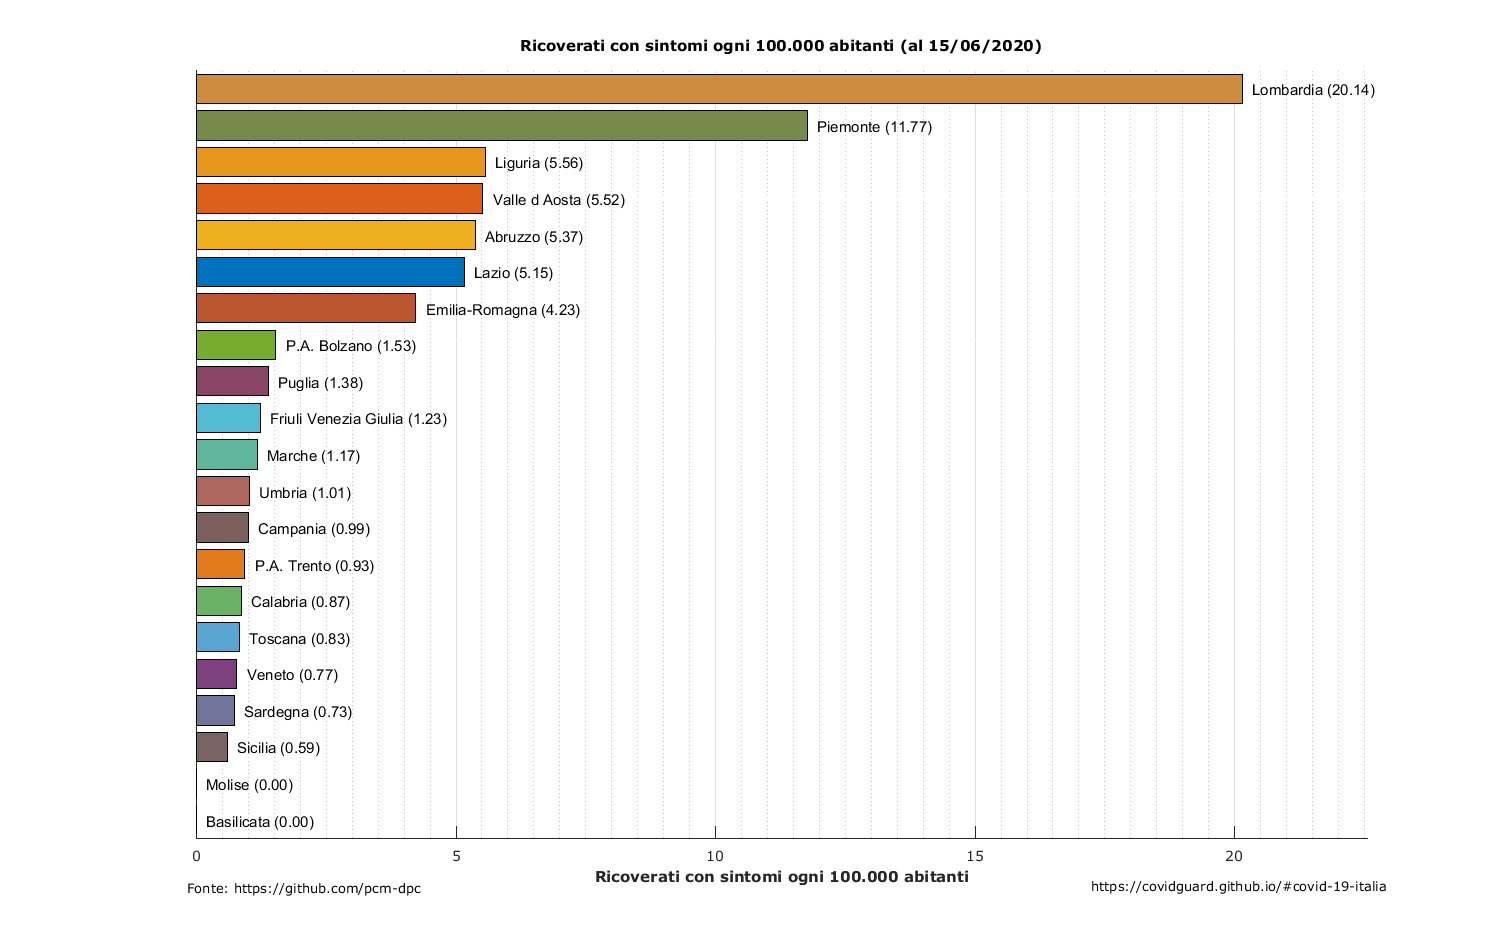 Ricoverati con sintomi ogni 100.000 abitanti (al 15/06/2020)
Lombardia (20.14)
Piemonte (11.77)
Liguria (5.56)
Valle d Aosta (5.52)
Abruzzo (5.37)
Lazio (5.15)
Emilia-Romagna (4.23)
P.A. Bolzano (1.53)
Puglia (1.38)
Friuli Venezia Giulia (1.23)
Marche (1.17)
Umbria (1.01)
Campania (0.99)
P.A. Trento (0.93)
Calabria (0.87)
Toscana (0.83)
Veneto (0.77)
Sardegna (0.73)
Sicilia (0.59)
Molise (0.00)
Basilicata (0.00)
0 5 10 15 20
Ricoverati con sintomi ogni 100.000 abitanti
Fonte: https://github.com/pcm-dpc
https://covidguard.github.io/#covid-19-italia